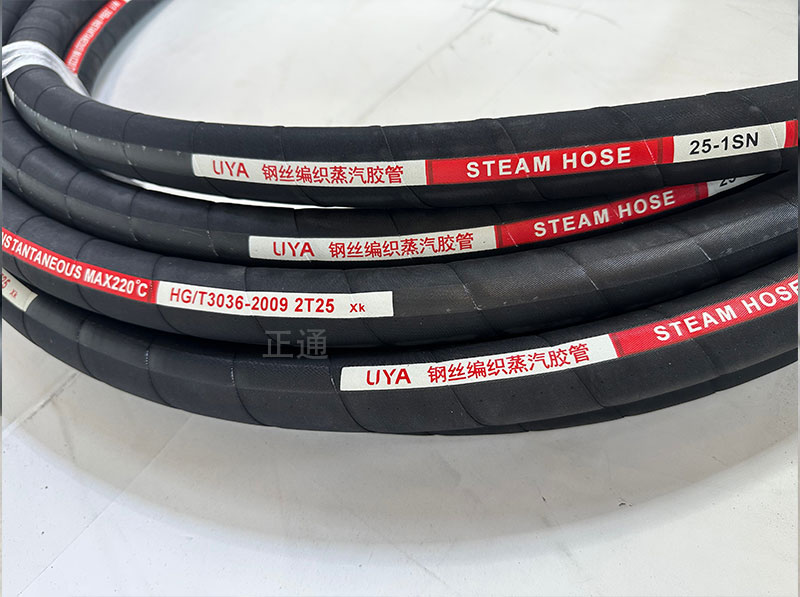 UYA 钢丝编织蒸汽胶管 STEAM HOSE 25-1SN
UYA 钢丝编织蒸汽胶管 STEAM HOSE
INSTANTANEOUS MAX220°C HG/T3036-2009 2T25 Xk
正通
UYA 钢丝编织蒸汽胶管 STEAM HOSE